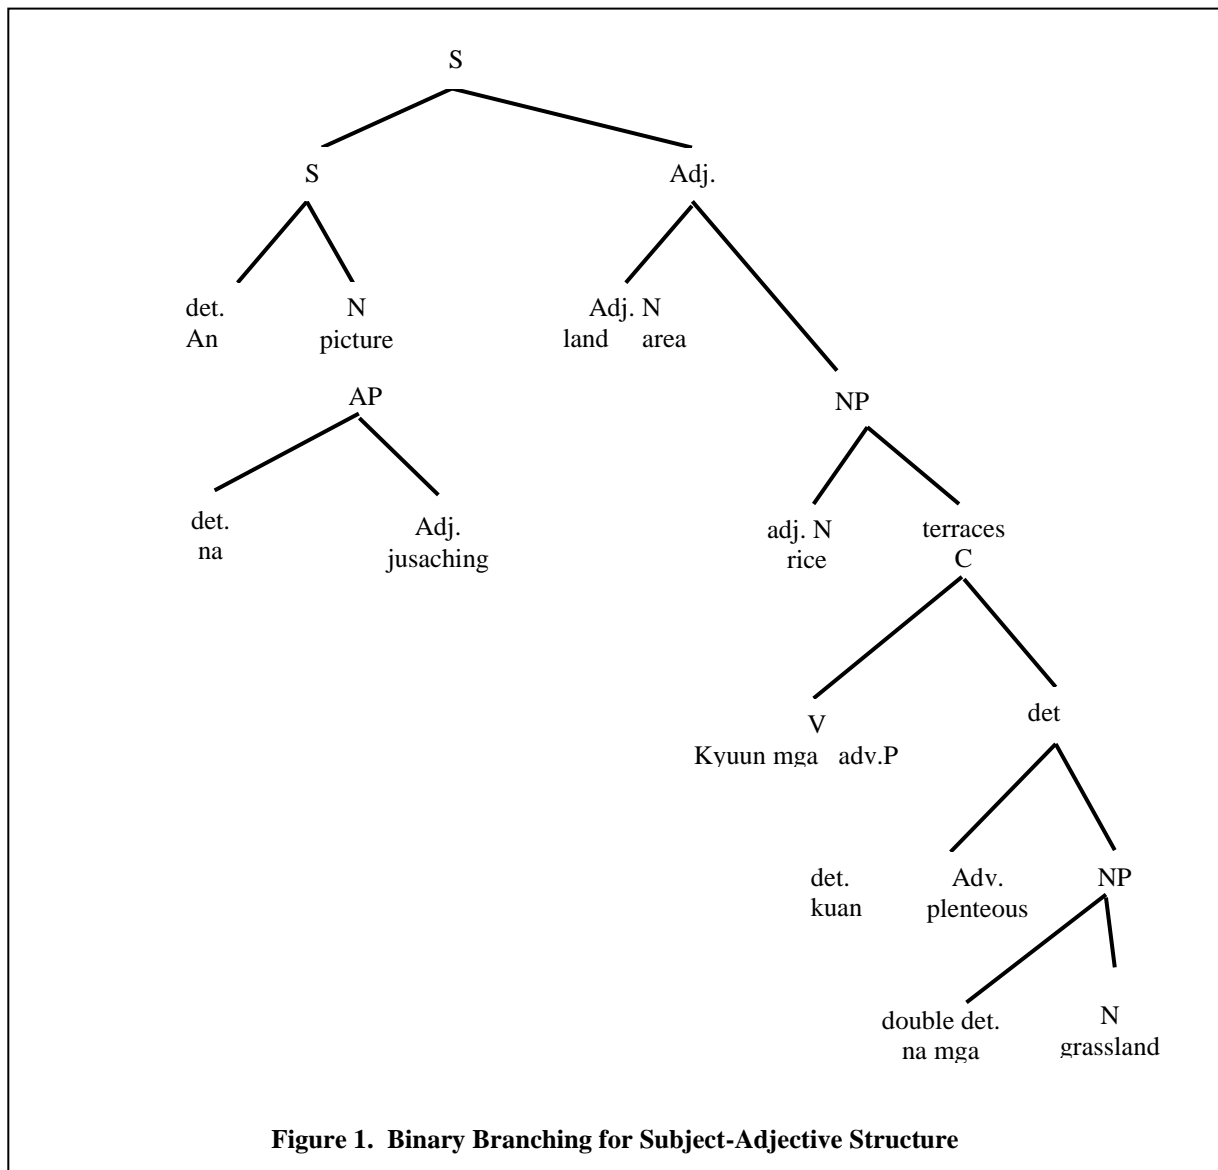 S
S Adj.
det. N Adj. N
An picture land area
AP NP
det. Adj. adj. N terraces
na jusaching rice C
V det
Kyuun mga adv.P
det. Adv. NP
kuan plenteous
double det. N
na mga grassland
Figure 1. Binary Branching for Subject-Adjective Structure